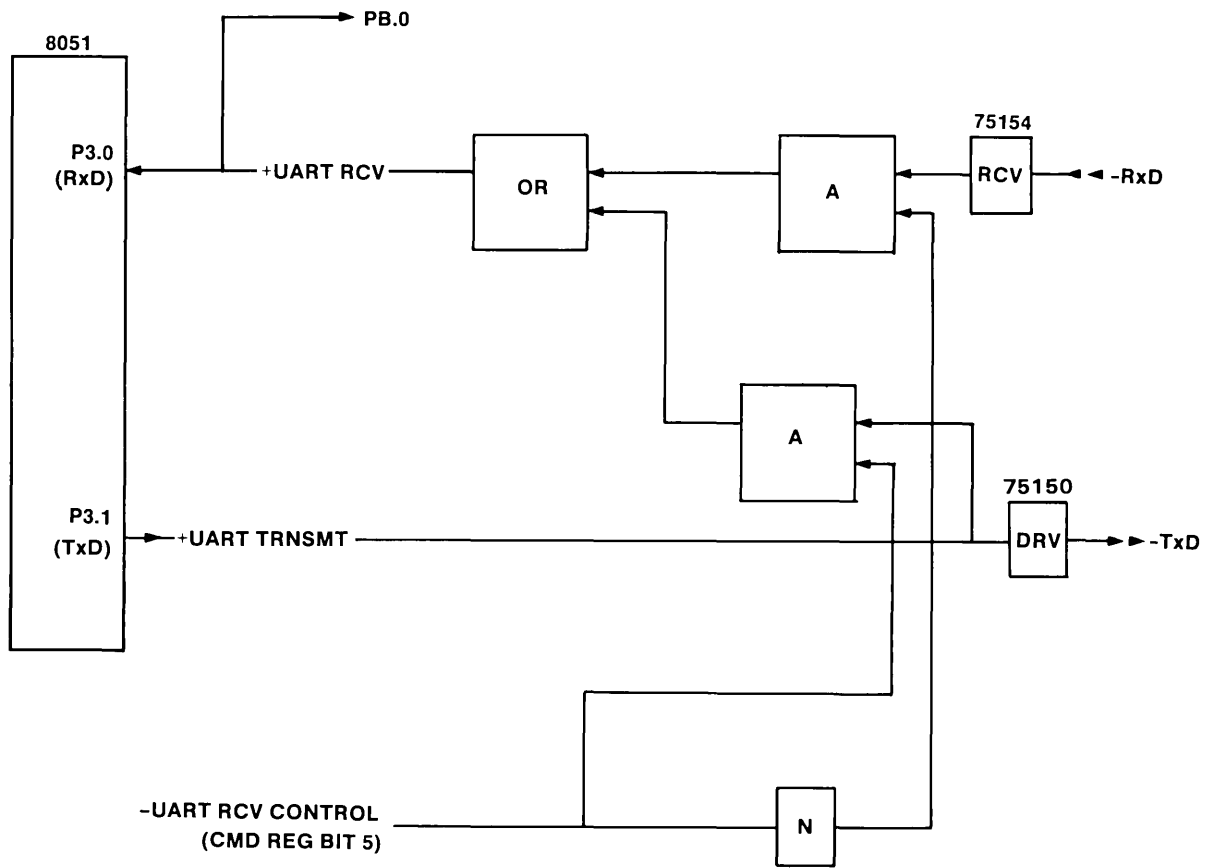 PB.0
8051
75154
P3.0
(RxD)
+UART RCV
OR
A
RCV
-RxD
A
75150
P3.1
(TxD)
+UART TRNSMT
DRV
-TxD
-UART RCV CONTROL
(CMD REG BIT 5)
N